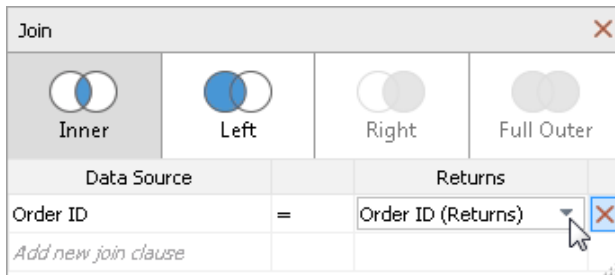 Join
Inner Left Right Full Outer
Data Source Returns
Order ID = Order ID (Returns)
Add new join clause